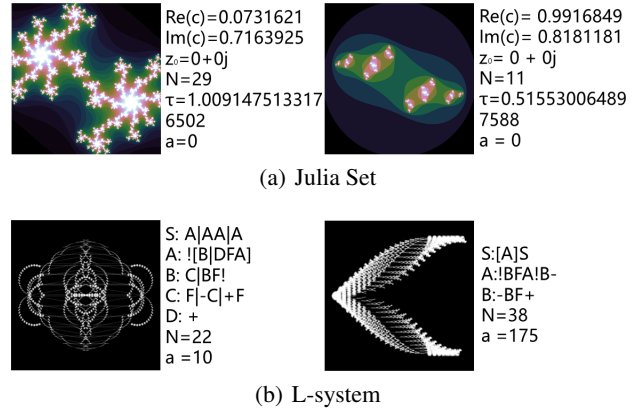 Re(c)=0.0731621
Im(c)=0.7163925
z₀=0+0j
N=29
τ=1.009147513317
6502
a=0
Re(c)= 0.9916849
Im(c)= 0.8181181
z₀= 0 + 0j
N=11
τ=0.51553006489
7588
a = 0
(a) Julia Set
S: A|AA|A
A: ![B|DFA]
B: C|BF!
C: F|-C|+F
D: +
N=22
a =10
S:[A]S
A:!BFA!B-
B:-BF+
N=38
a =175
(b) L-system